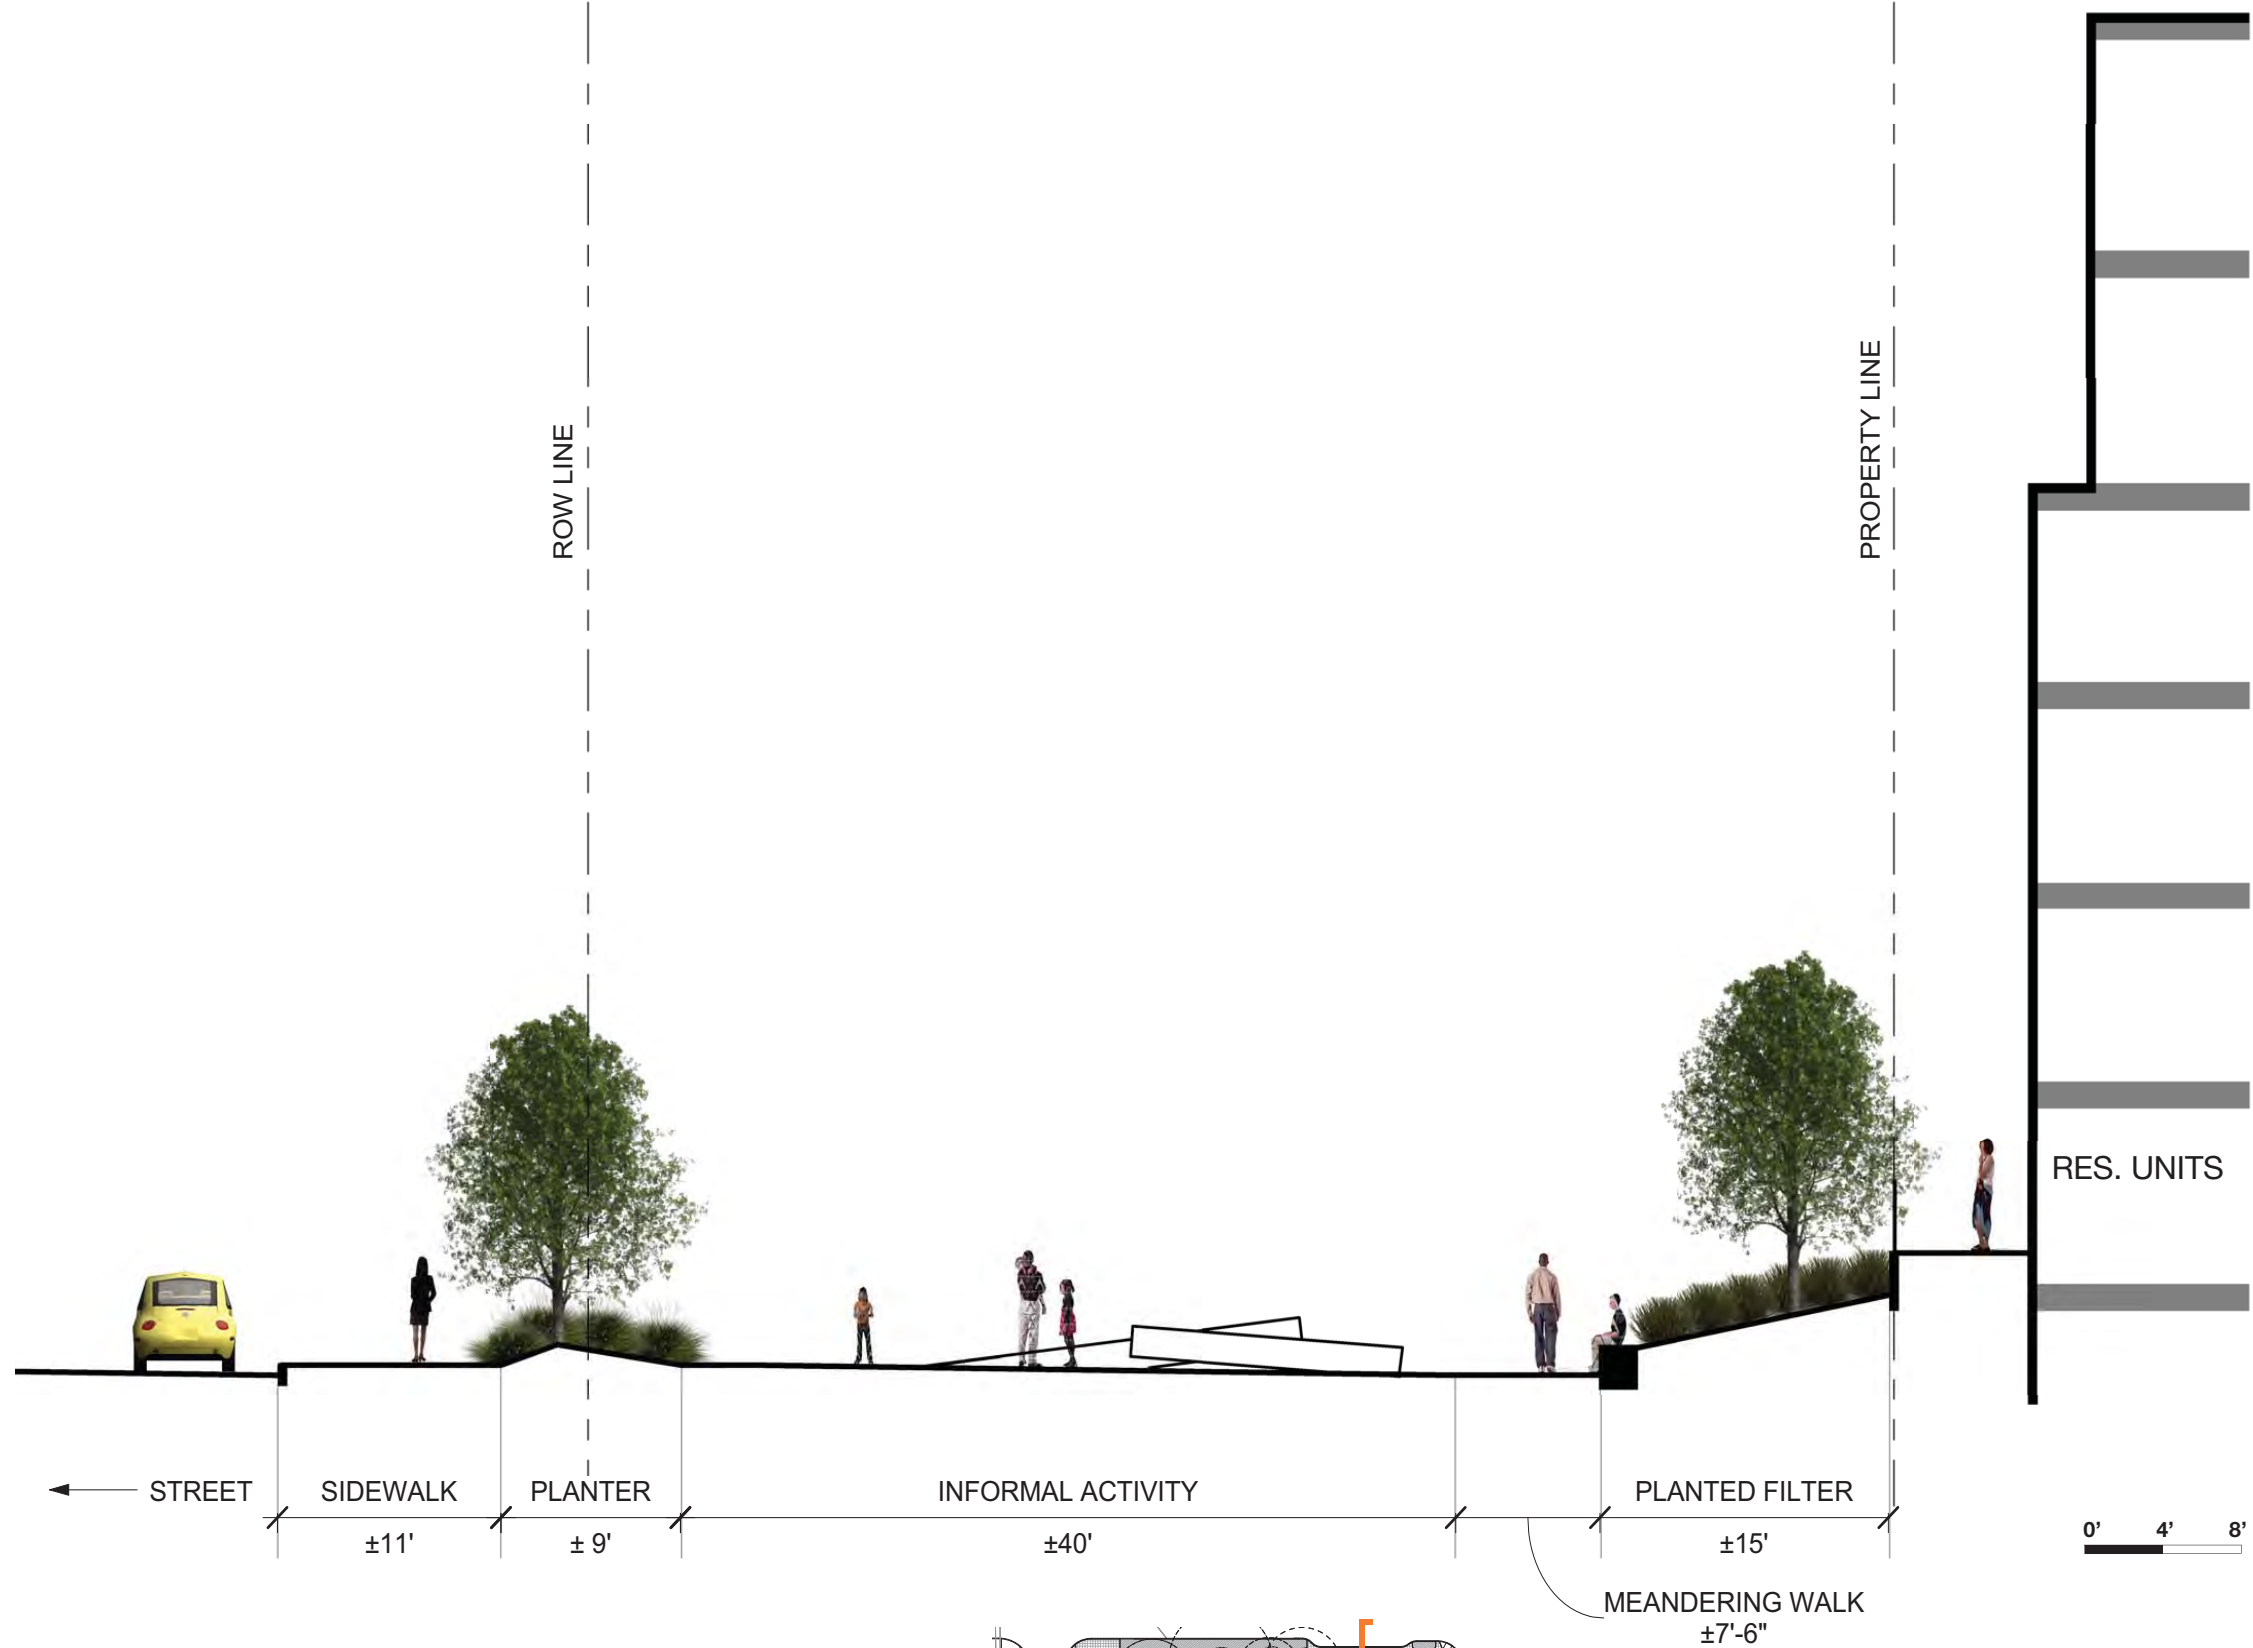 ROW LINE
PROPERTY LINE
RES. UNITS
STREET
SIDEWALK
PLANTER
INFORMAL ACTIVITY
PLANTED FILTER
±11'
± 9'
±40'
±15'
0’ 4’ 8’
MEANDERING WALK
±7'-6"